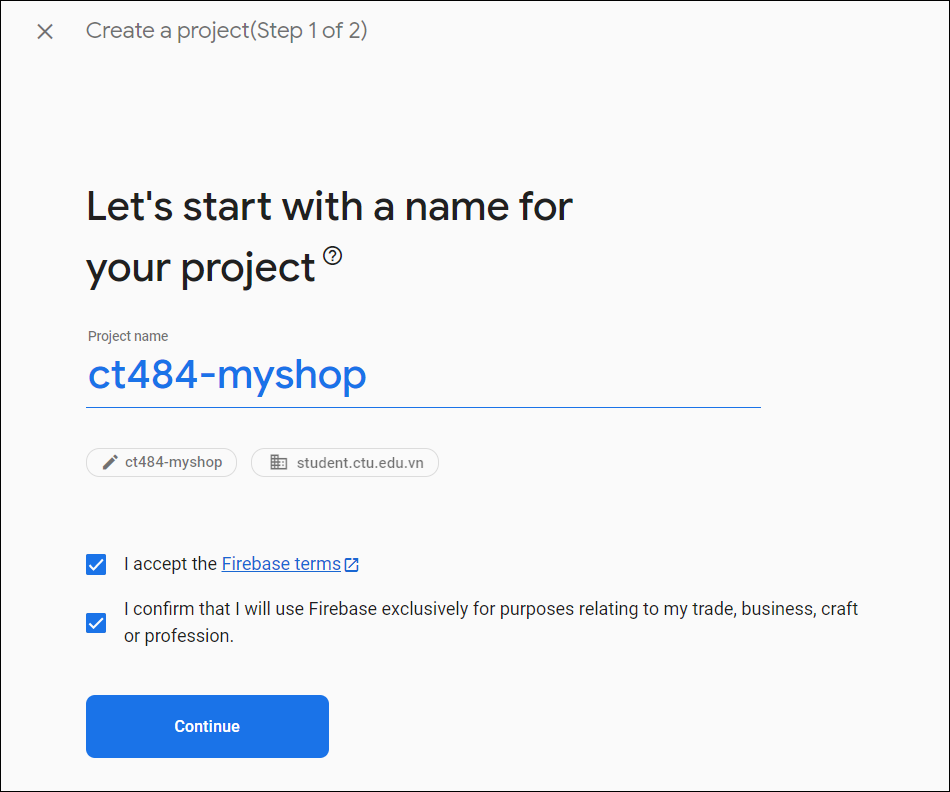 Create a project(Step 1 of 2)
Let's start with a name for
your project
Project name
ct484-myshop
ct484-myshop
student.ctu.edu.vn
I accept the Firebase terms
I confirm that I will use Firebase exclusively for purposes relating to my trade, business, craft
or profession.
Continue